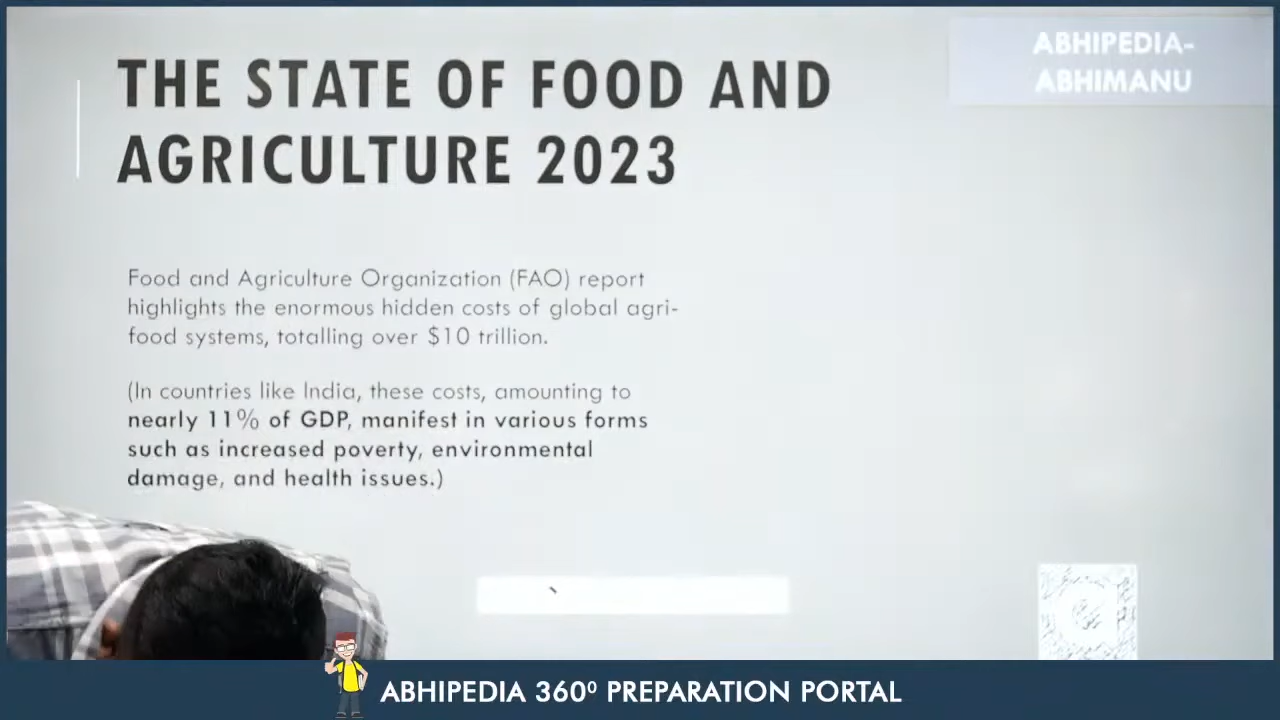 THE STATE OF FOOD AND
AGRICULTURE 2023
ABHIPEDIA-
ABHIMANU
Food and Agriculture Organization (FAO) report
highlights the enormous hidden costs of global agri-
food systems, totalling over $10 trillion.
(In countries like India, these costs, amounting to
nearly 11% of GDP, manifest in various forms
such as increased poverty, environmental
damage, and health issues.)
ABHIPEDIA 360⁰ PREPARATION PORTAL